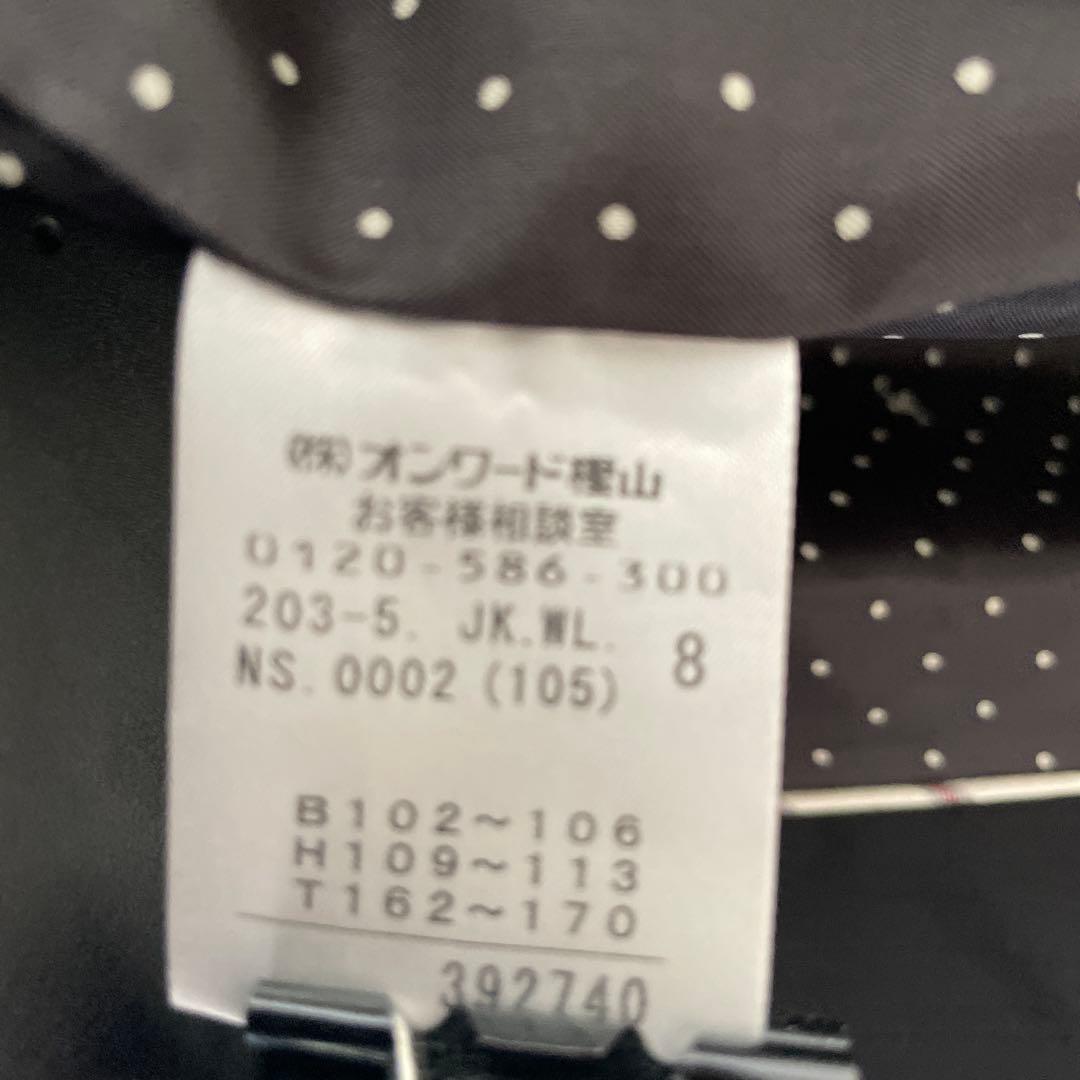 (株)オンワード樫山
お客様相談室
0120-586-300
203-5. JK.WL. 8
NS.0002 (105)
B102～106
H109～113
T162～170
392740